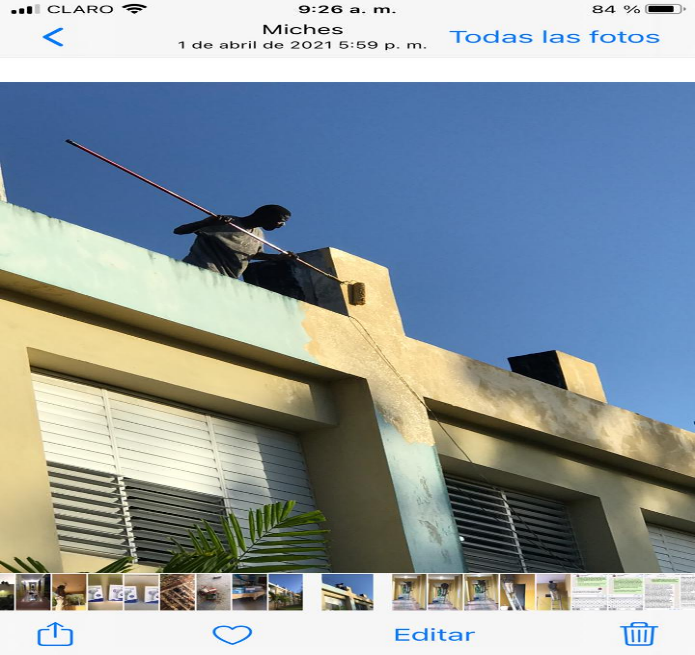 CLARO 9:26 a. m. 84 %
Miches
1 de abril de 2021 5:59 p. m.
Todas las fotos
Editar